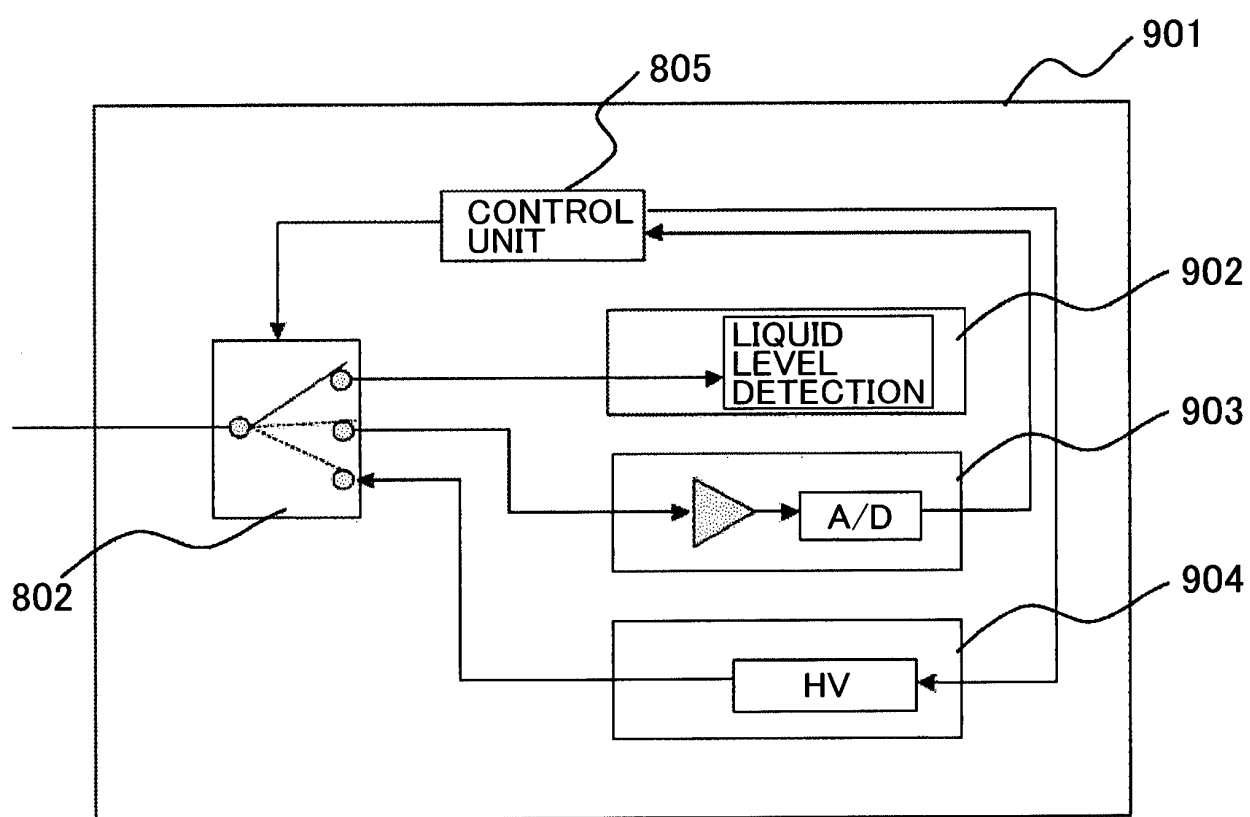 901
805
CONTROL
UNIT
902
LIQUID
LEVEL
DETECTION
903
A/D
802
904
HV